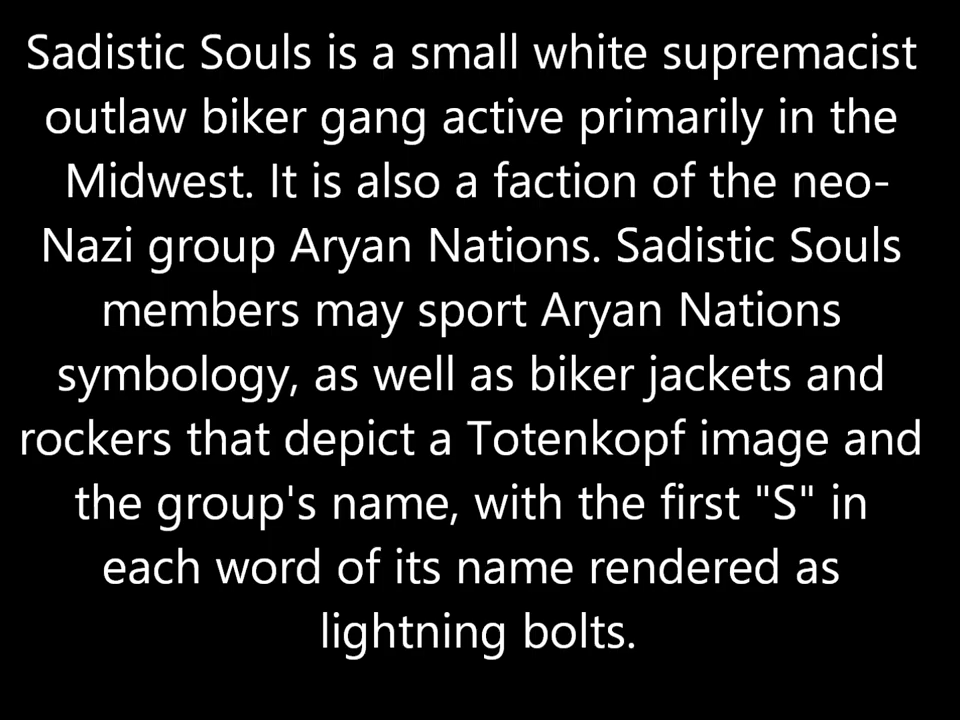 Sadistic Souls is a small white supremacist
outlaw biker gang active primarily in the
Midwest. It is also a faction of the neo-
Nazi group Aryan Nations. Sadistic Souls
members may sport Aryan Nations
symbology, as well as biker jackets and
rockers that depict a Totenkopf image and
the group's name, with the first "S" in
each word of its name rendered as
lightning bolts.